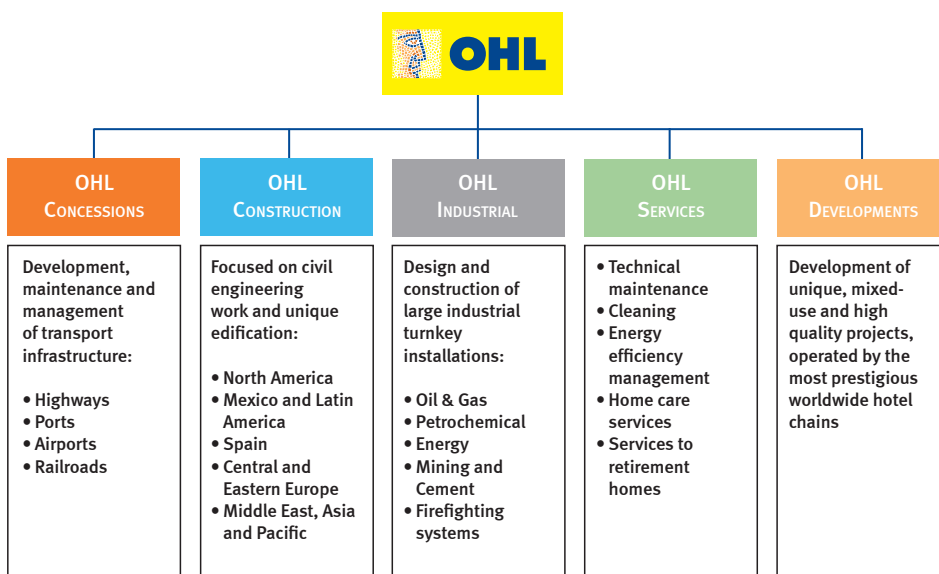 OHL
OHL
CONCESSIONS
Development,
maintenance and
management
of transport
infrastructure:
• Highways
• Ports
• Airports
• Railroads
OHL
CONSTRUCTION
Focused on civil
engineering
work and unique
edification:
• North America
• Mexico and Latin
America
• Spain
• Central and
Eastern Europe
• Middle East, Asia
and Pacific
OHL
INDUSTRIAL
Design and
construction of
large industrial
turnkey
installations:
• Oil & Gas
• Petrochemical
• Energy
• Mining and
Cement
• Firefighting
systems
OHL
SERVICES
• Technical
maintenance
• Cleaning
• Energy
efficiency
management
• Home care
services
• Services to
retirement
homes
OHL
DEVELOPMENTS
Development of
unique, mixed-
use and high
quality projects,
operated by the
most prestigious
worldwide hotel
chains